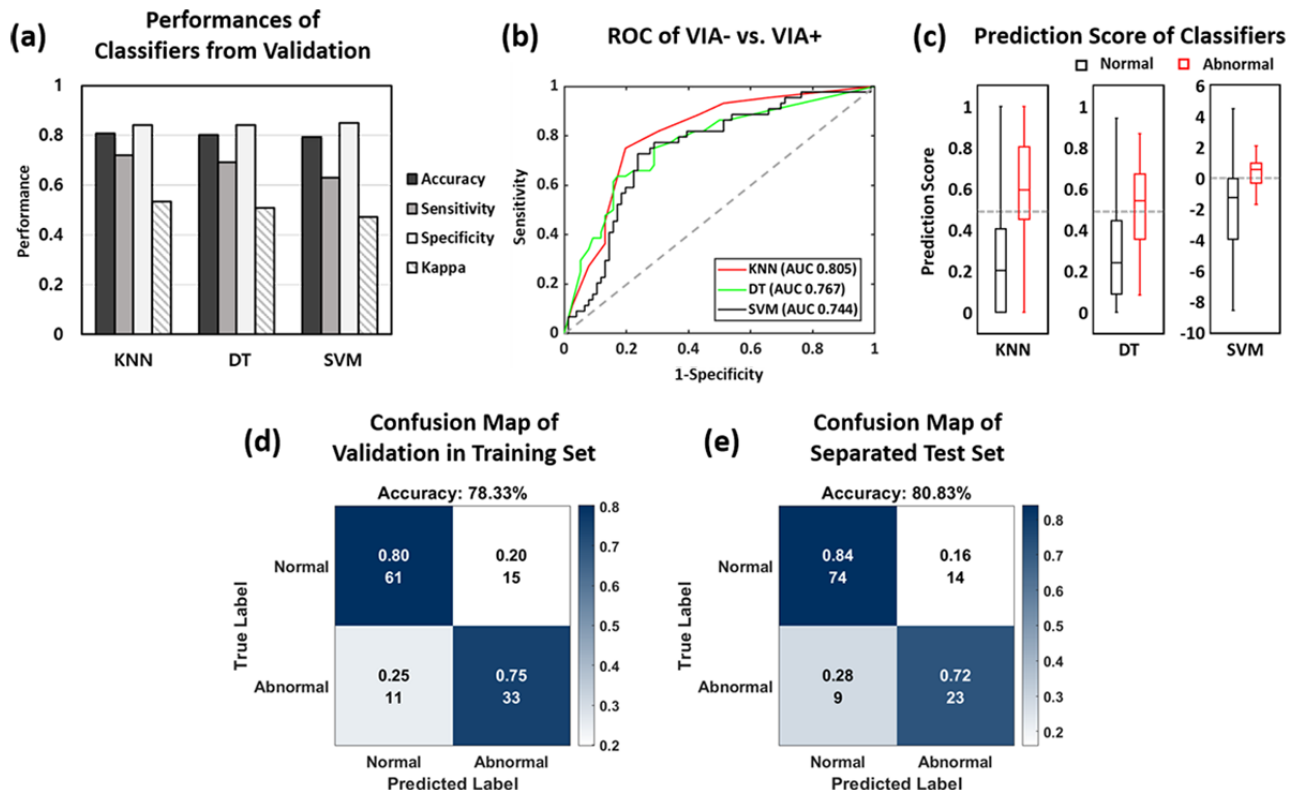 (a)
Performances of
Classifiers from Validation
1
0.8
0.6
0.4
0.2
0
Performance
KNN
DT
SVM
Accuracy
Sensitivity
Specificity
Kappa
(b)
ROC of VIA- vs. VIA+
1
0.8
0.6
0.4
0.2
0
Sensitivity
KNN (AUC 0.805)
DT (AUC 0.767)
SVM (AUC 0.744)
0 0.2 0.4 0.6 0.8 1
1-Specificity
(c)
Prediction Score of Classifiers
Normal Abnormal
Prediction Score
1
0.8
0.6
0.4
0.2
0
KNN
1
0.8
0.6
0.4
0.2
0
DT
6
4
2
0
-2
-4
-6
-8
-10
SVM
(d)
Confusion Map of
Validation in Training Set
Accuracy: 78.33%
True Label
Normal
0.80 0.20
61 15
Abnormal
0.25 0.75
11 33
Normal Abnormal
Predicted Label
0.8
0.7
0.6
0.5
0.4
0.3
0.2
(e)
Confusion Map of
Separated Test Set
Accuracy: 80.83%
True Label
Normal
0.84 0.16
74 14
Abnormal
0.28 0.72
9 23
Normal Abnormal
Predicted Label
0.8
0.7
0.6
0.5
0.4
0.3
0.2